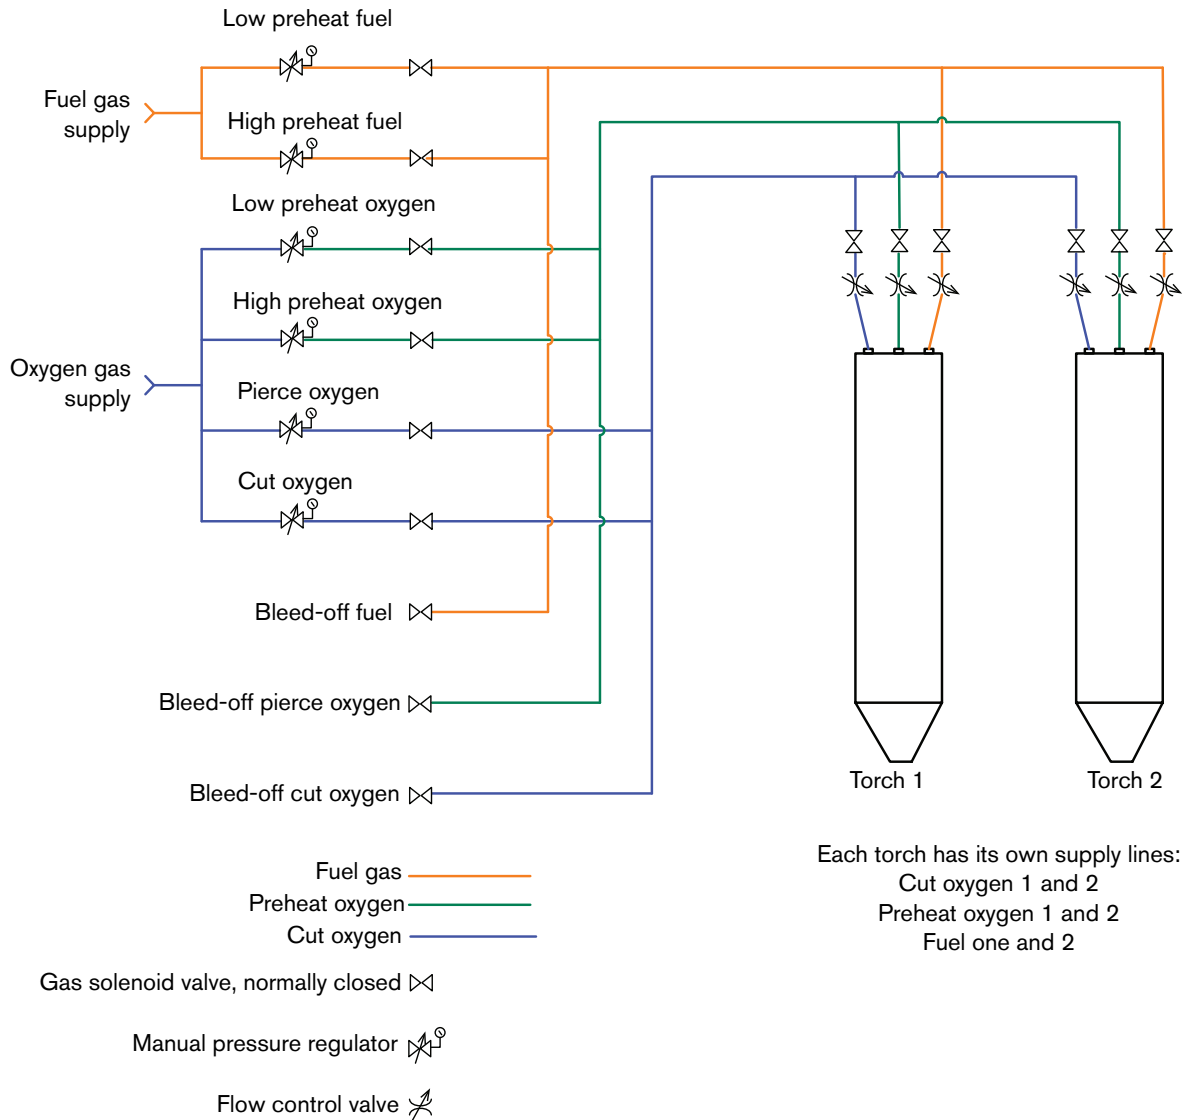 Low preheat fuel
Fuel gas
supply
High preheat fuel
Low preheat oxygen
High preheat oxygen
Oxygen gas
supply
Pierce oxygen
Cut oxygen
Bleed-off fuel
Bleed-off pierce oxygen
Bleed-off cut oxygen
Torch 1
Torch 2
Each torch has its own supply lines:
Cut oxygen 1 and 2
Preheat oxygen 1 and 2
Fuel one and 2
Fuel gas
Preheat oxygen
Cut oxygen
Gas solenoid valve, normally closed
Manual pressure regulator
Flow control valve